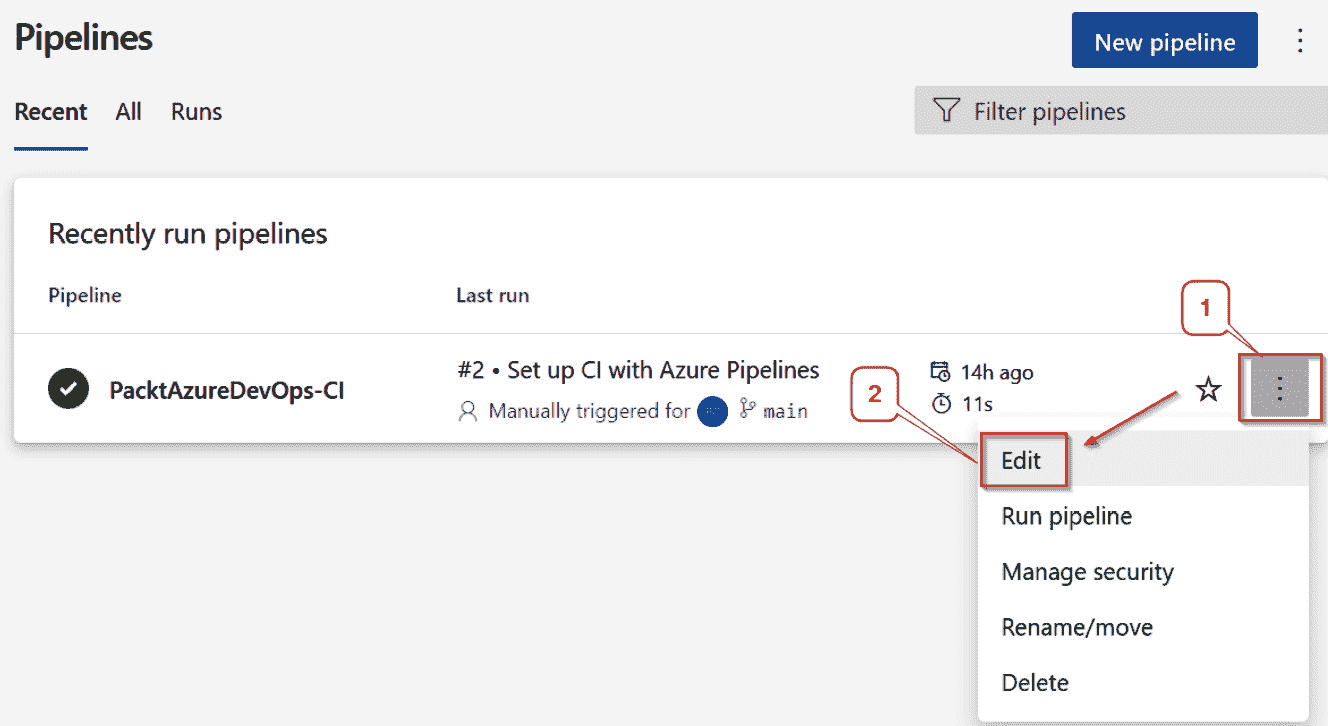 Pipelines
New pipeline
Recent All Runs
Filter pipelines
Recently run pipelines
Pipeline Last run
1
PacktAzureDevOps-CI
#2 • Set up CI with Azure Pipelines
14h ago
Manually triggered for main
11s
2
Edit
Run pipeline
Manage security
Rename/move
Delete